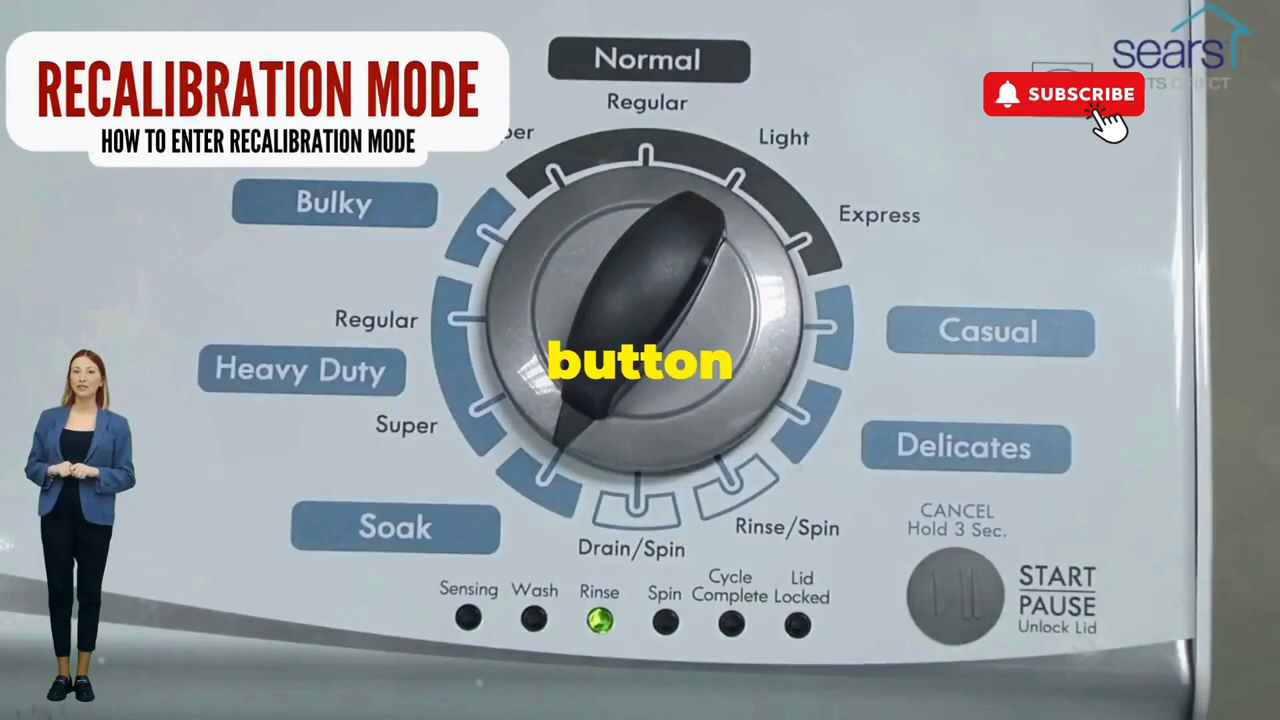 sears
RECALIBRATION MODE
HOW TO ENTER RECALIBRATION MODE
SUBSCRIBE
Normal
Regular
Light
Bulky
Express
Regular
Casual
Heavy Duty
button
Super
Delicates
Soak
Rinse/Spin
Drain/Spin
CANCEL
Hold 3 Sec.
Sensing
Wash
Rinse
Spin
Cycle
Complete
Lid
Locked
START
PAUSE
Unlock Lid